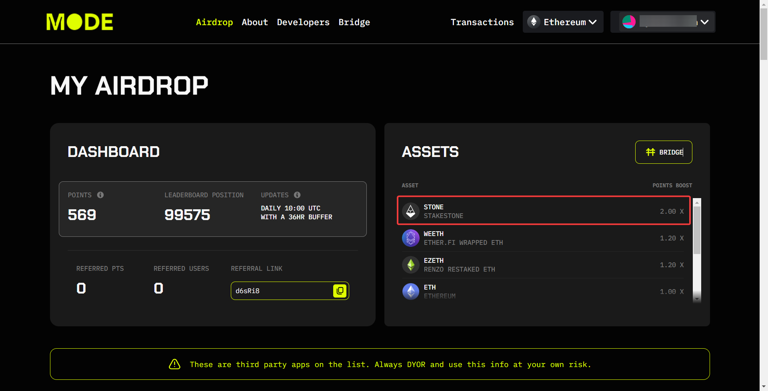 MODE
Airdrop About Developers Bridge Transactions Ethereum
MY AIRDROP
DASHBOARD
POINTS LEADERBOARD POSITION UPDATES
569 99575 DAILY 10:00 UTC
WITH A 36HR BUFFER
REFERRED PTS REFERRED USERS REFERRAL LINK
0 0 d6sRi8
ASSETS BRIDGE
ASSET POINTS BOOST
STONE
STAKESTONE 2.00 X
WEETH
ETHER.FI WRAPPED ETH 1.20 X
EZETH
RENZO RESTAKED ETH 1.20 X
ETH
ETHEREUM 1.00 X
These are third party apps on the list. Always DYOR and use this info at your own risk.